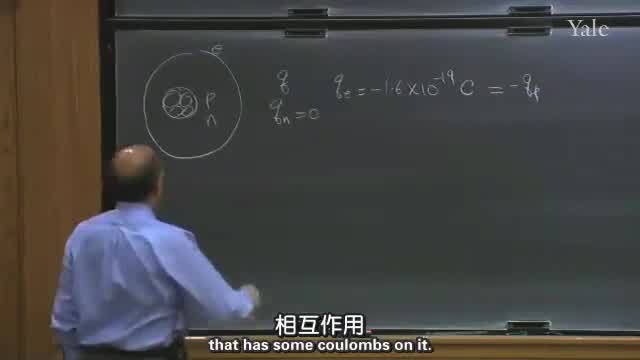 Yale
e
p
n
q
q_n = 0
q_e = -1.6 × 10^-19 C = -q_p
相互作用
that has some coulombs on it.